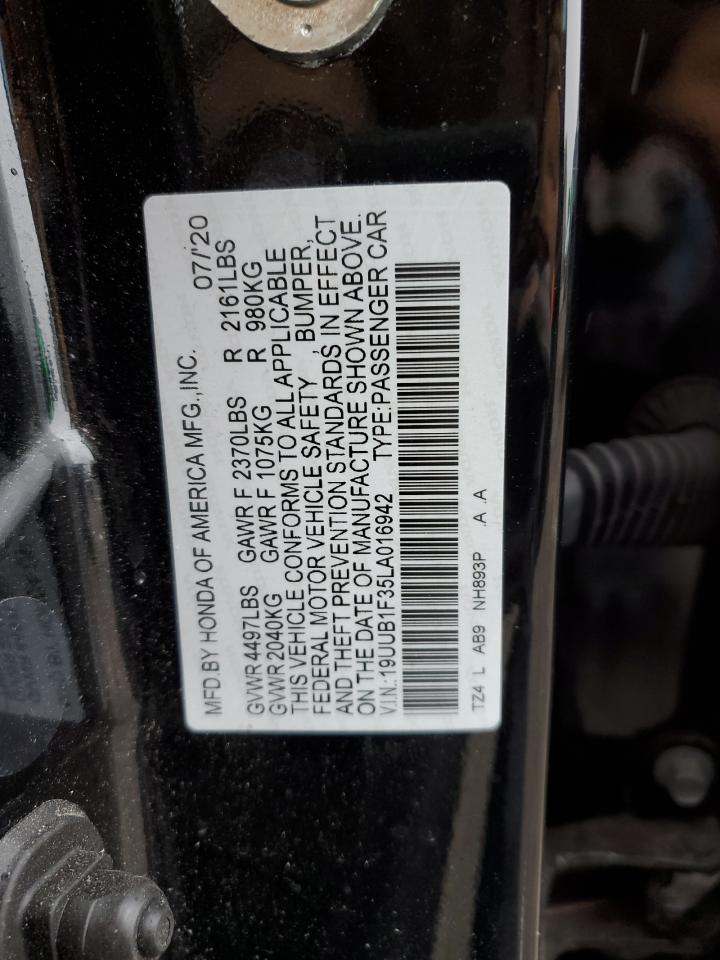 MFD.BY HONDA OF AMERICA MFG.,INC. 07/'20
GVWR 4497LBS GAWR F 2370LBS R 2161LBS
GVWR 2040KG GAWR F 1075KG R 980KG
THIS VEHICLE CONFORMS TO ALL APPLICABLE
FEDERAL MOTOR VEHICLE SAFETY , BUMPER,
AND THEFT PREVENTION STANDARDS IN EFFECT
ON THE DATE OF MANUFACTURE SHOWN ABOVE.
V.I.N.: 19UUB1F35LA016942 TYPE:PASSENGER CAR
TZ4 L AB9 NH893P .A .A